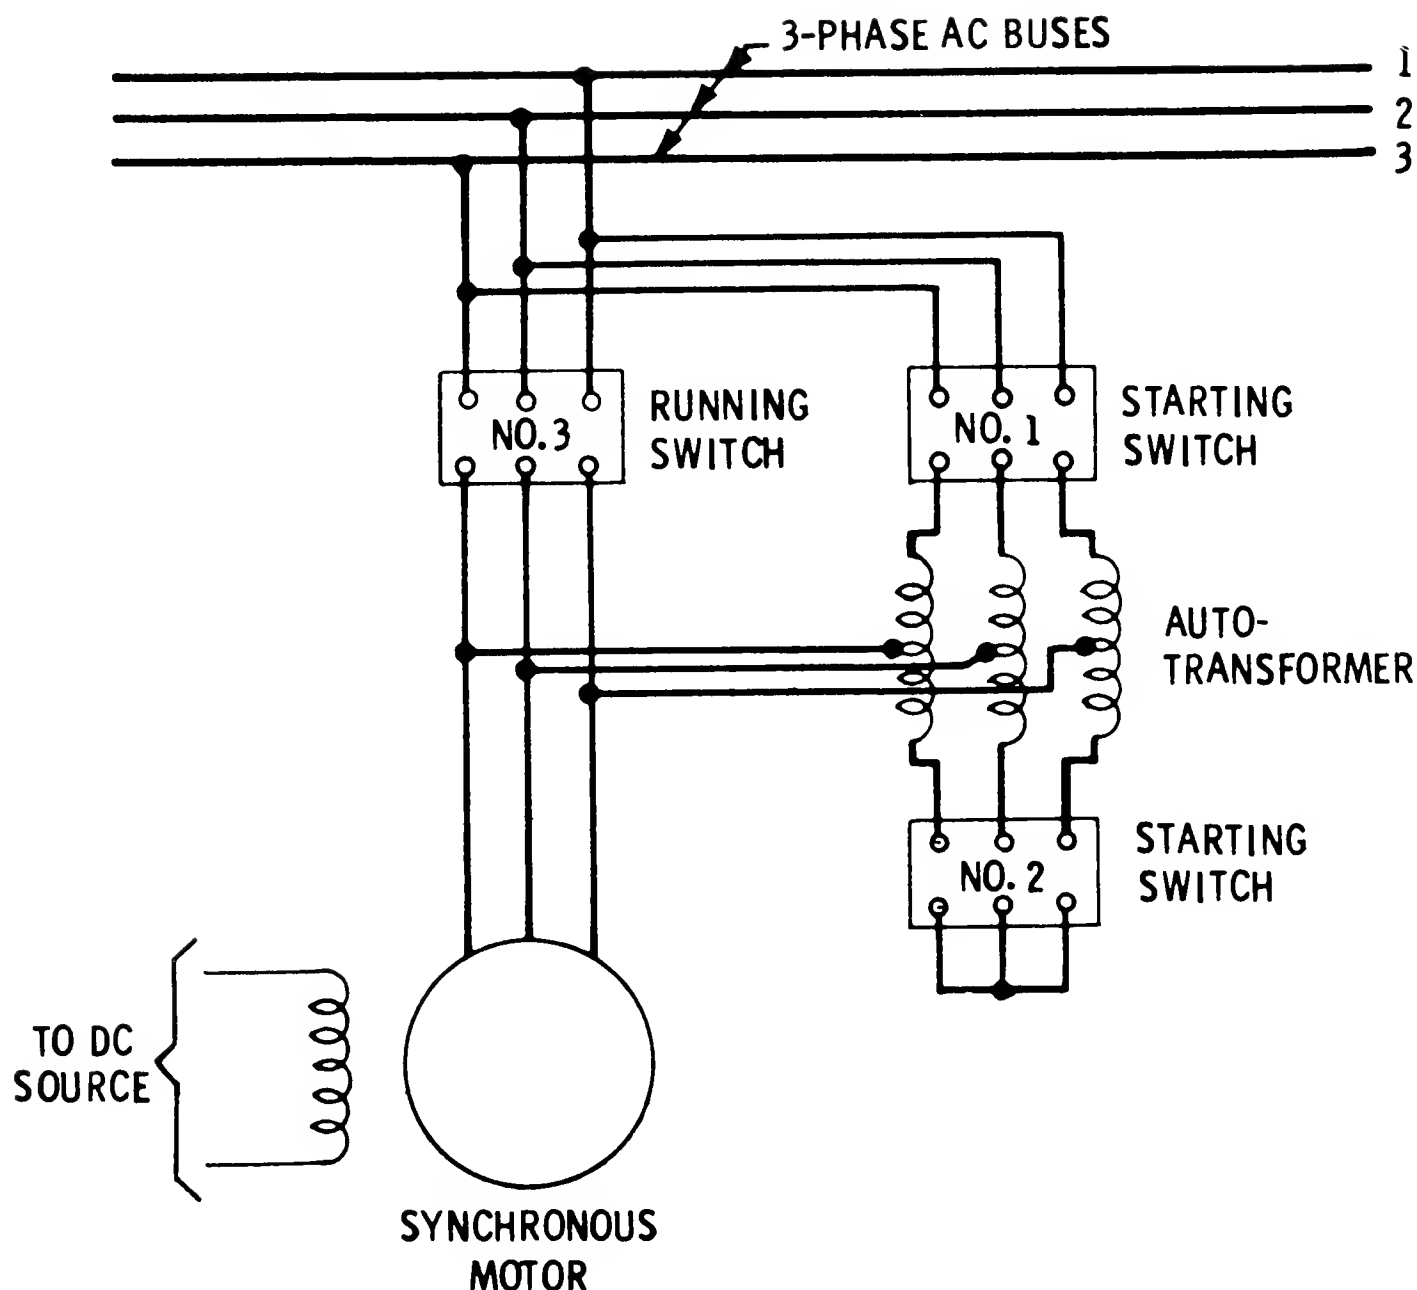 3-PHASE AC BUSES
1
2
3
RUNNING
SWITCH
NO. 3
STARTING
SWITCH
NO. 1
AUTO-
TRANSFORMER
STARTING
SWITCH
NO. 2
TO DC
SOURCE
SYNCHRONOUS
MOTOR